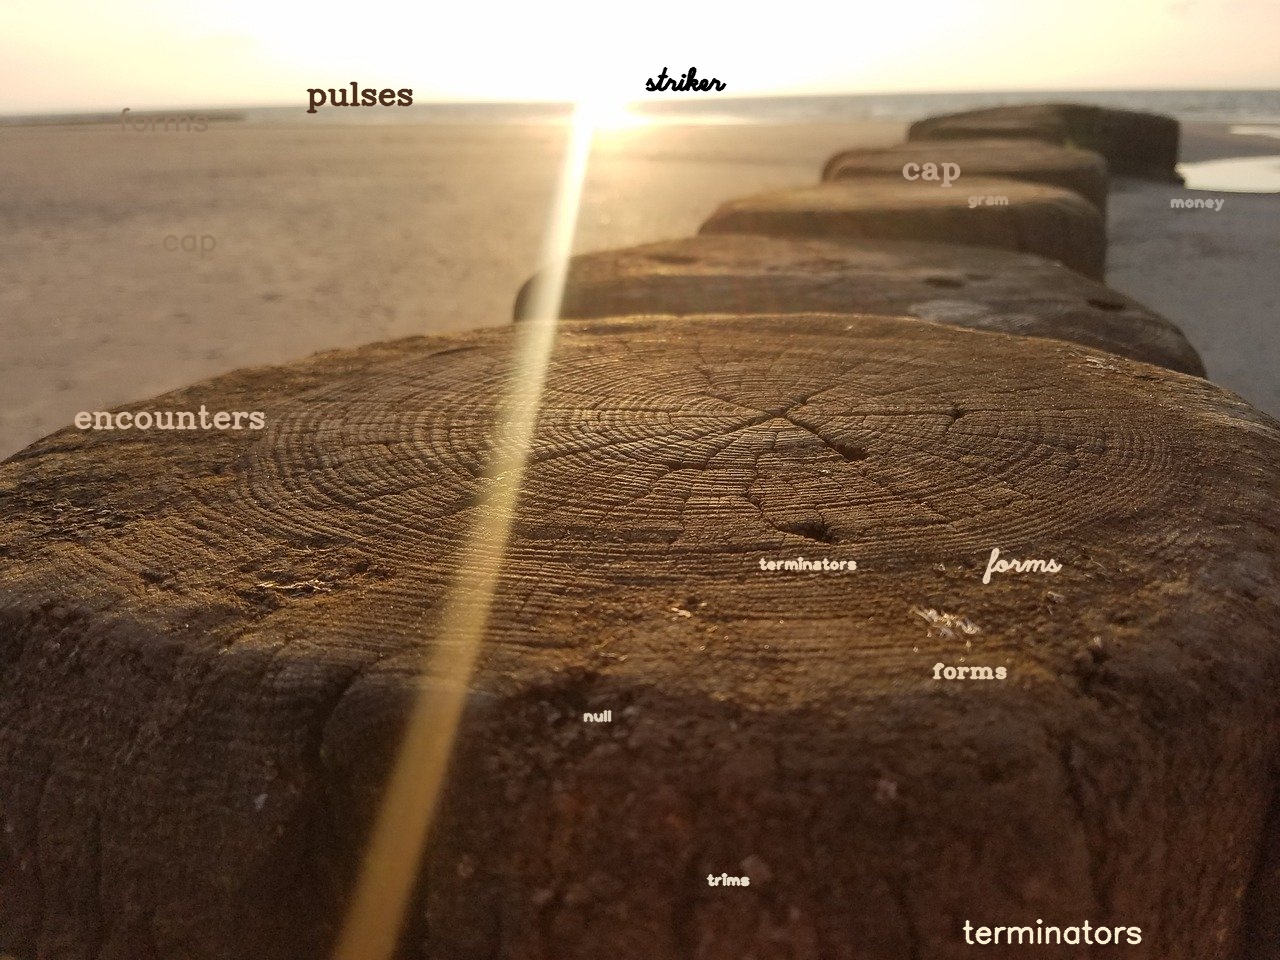 striker
pulses
forms
cap
gram
money
cap
encounters
terminators
forms
forms
null
trims
terminators